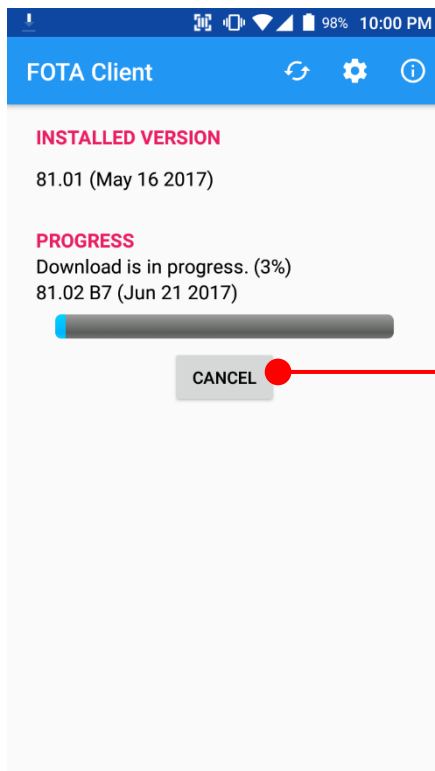 98% 10:00 PM
FOTA Client
INSTALLED VERSION
81.01 (May 16 2017)
PROGRESS
Download is in progress. (3%)
81.02 B7 (Jun 21 2017)
CANCEL